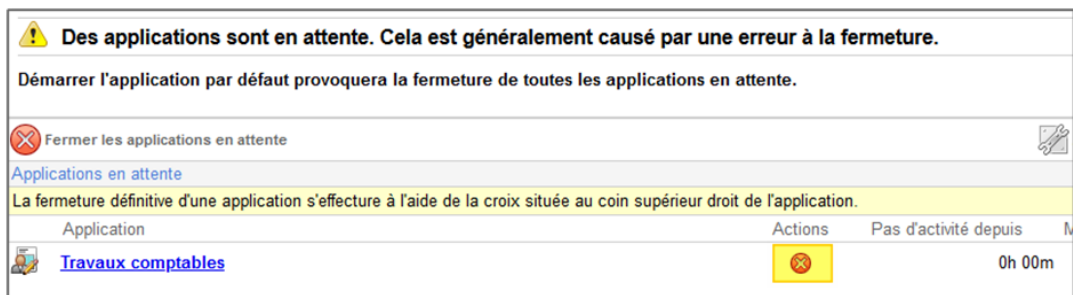 Des applications sont en attente. Cela est généralement causé par une erreur à la fermeture.
Démarrer l'application par défaut provoquera la fermeture de toutes les applications en attente.
Fermer les applications en attente
Applications en attente
La fermeture définitive d'une application s'effecture à l'aide de la croix située au coin supérieur droit de l'application.
Application Actions Pas d'activité depuis M
Travaux comptables 0h 00m